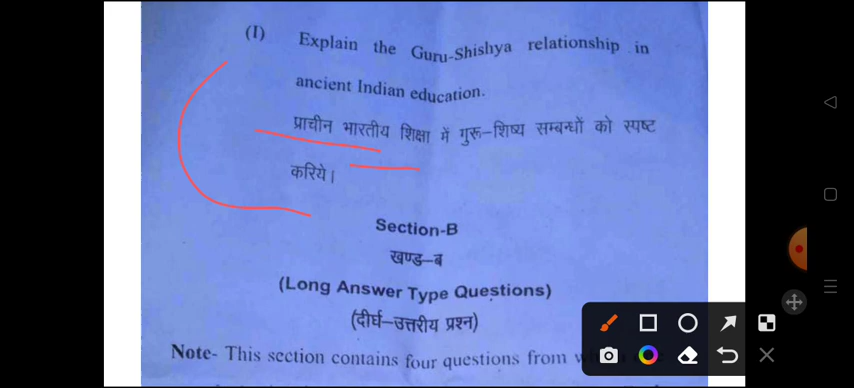 (I) Explain the Guru-Shishya relationship in
ancient Indian education.
प्राचीन भारतीय शिक्षा में गुरू-शिष्य सम्बन्धों को स्पष्ट
करिये।
Section-B
खण्ड-ब
(Long Answer Type Questions)
(दीर्घ-उत्तरीय प्रश्न)
Note- This section contains four questions from